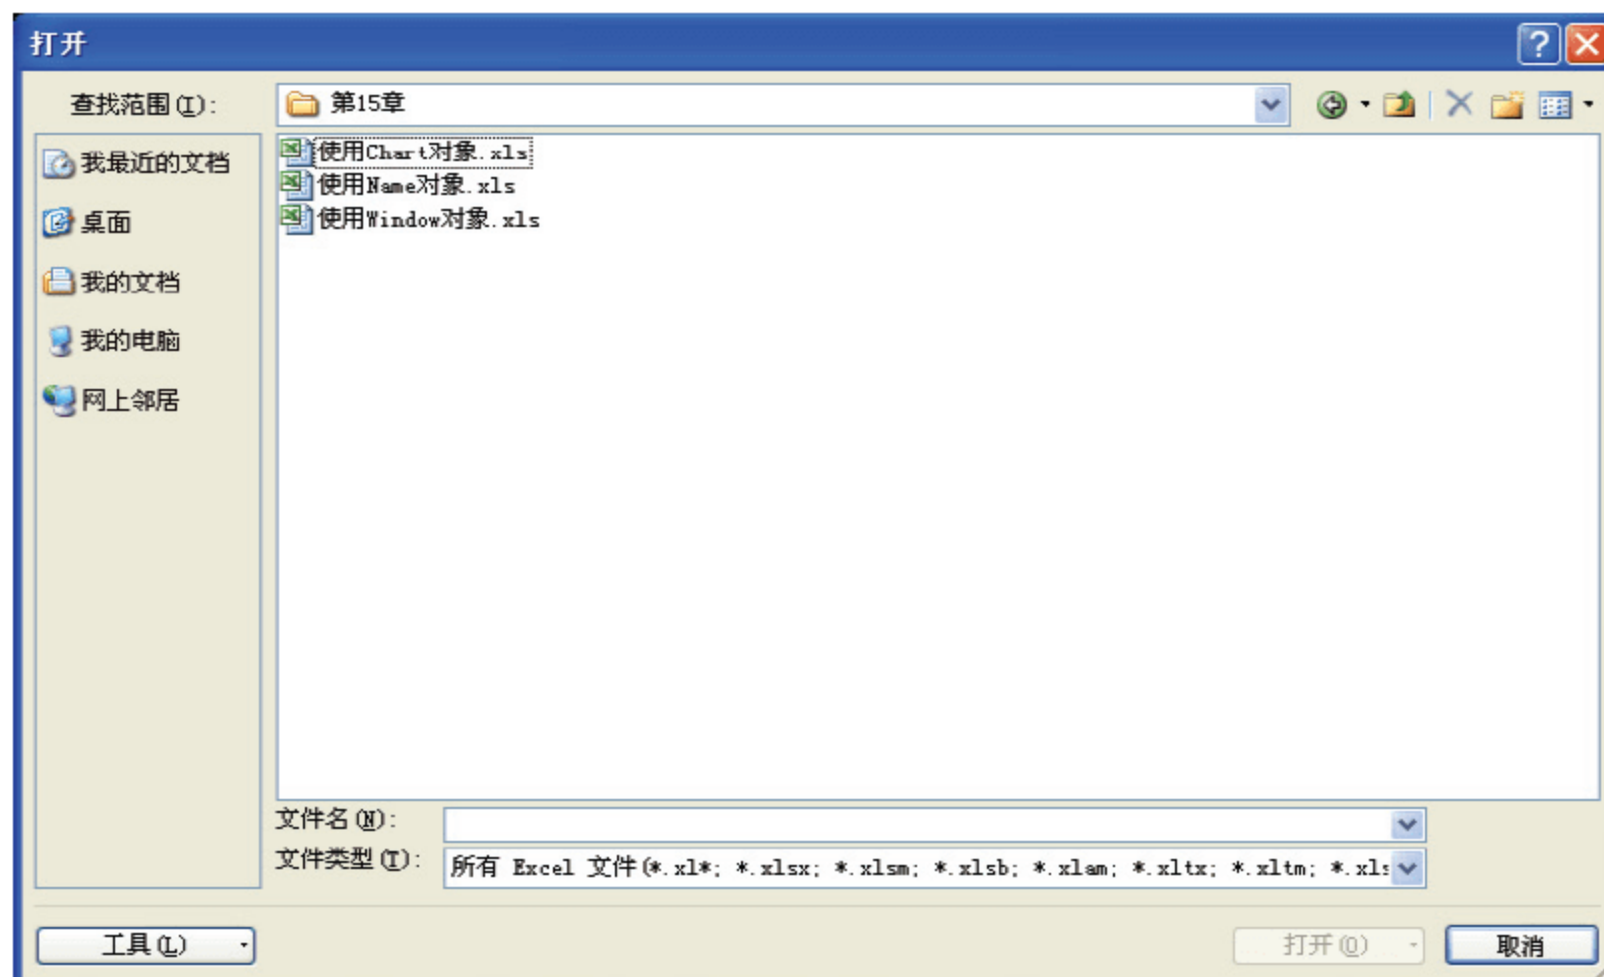 打开
查找范围(I):
第15章
我最近的文档
桌面
我的文档
我的电脑
网上邻居
使用Chart对象.xls
使用Name对象.xls
使用Window对象.xls
文件名(N):
文件类型(T):
所有 Excel 文件(*.xl*; *.xlsx; *.xlsm; *.xlsb; *.xlam; *.xltx; *.xltm; *.xls
工具(L)
打开(O)
取消